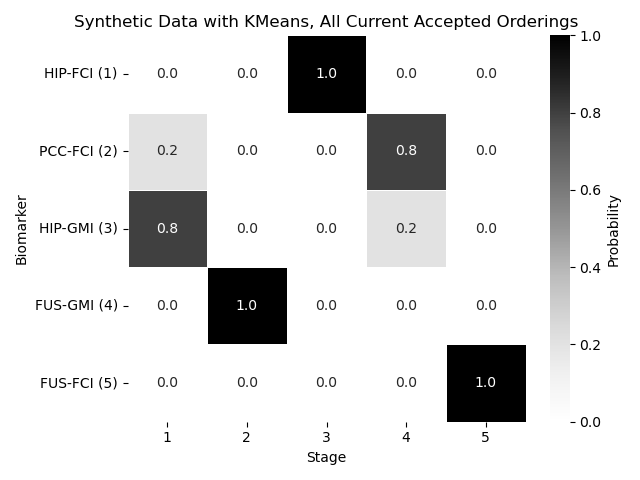 Synthetic Data with KMeans, All Current Accepted Orderings
Biomarker
HIP-FCI (1) 0.0 0.0 1.0 0.0 0.0
PCC-FCI (2) 0.2 0.0 0.0 0.8 0.0
HIP-GMI (3) 0.8 0.0 0.0 0.2 0.0
FUS-GMI (4) 0.0 1.0 0.0 0.0 0.0
FUS-FCI (5) 0.0 0.0 0.0 0.0 1.0
1 2 3 4 5
Stage
1.0
0.8
0.6
0.4
0.2
0.0
Probability